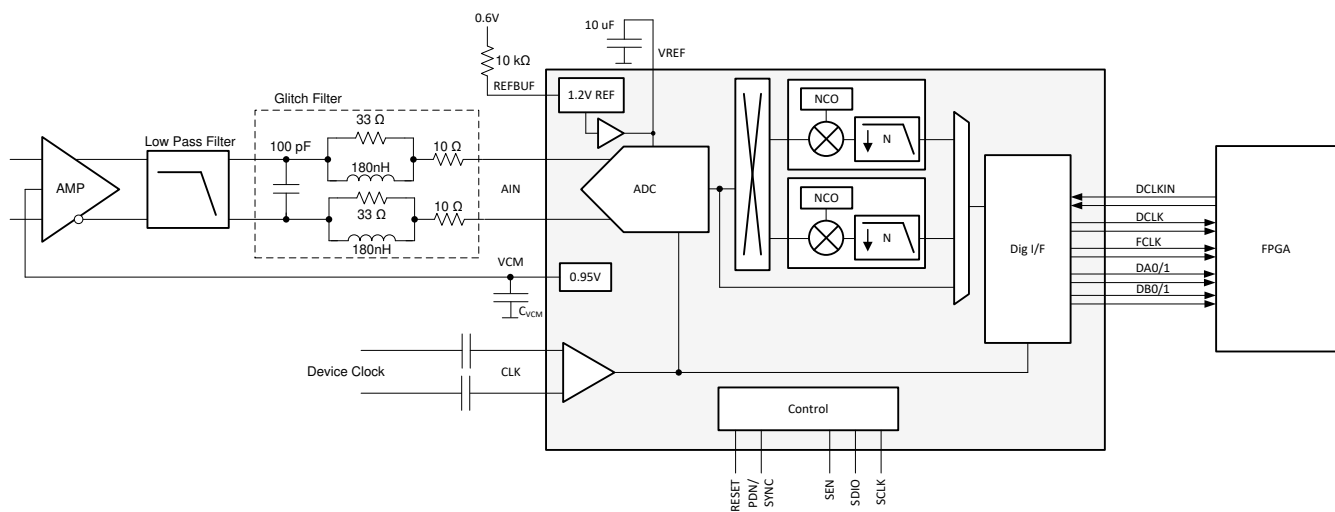 0.6V
10 uF
VREF
10 kΩ
REFBUF
1.2V REF
Glitch Filter
33 Ω
Low Pass Filter
100 pF
10 Ω
180nH
AMP
AIN
ADC
33 Ω
10 Ω
180nH
VCM
0.95V
CVCM
Device Clock
CLK
NCO
N
NCO
N
Dig I/F
DCLKIN
DCLK
FCLK
DA0/1
DB0/1
FPGA
Control
RESET
PDN/
SYNC
SEN
SDIO
SCLK